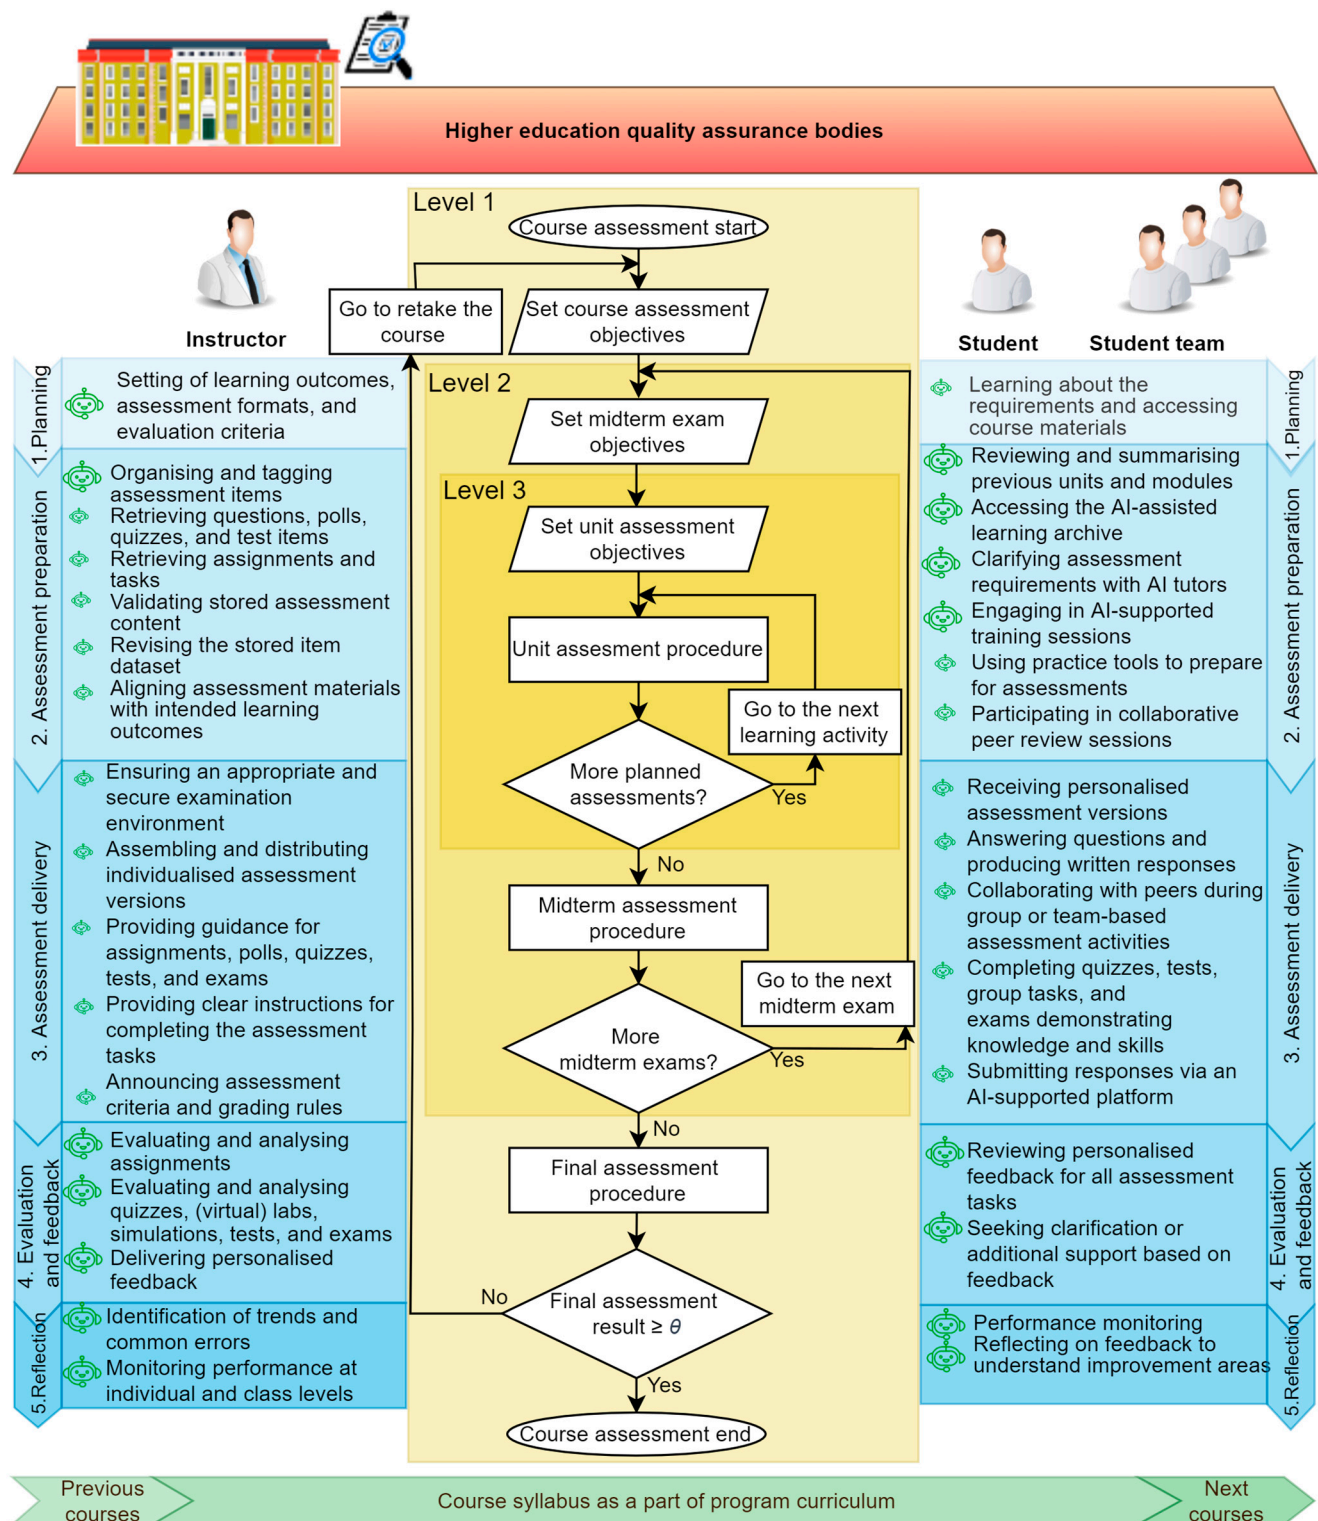 Higher education quality assurance bodies
Instructor
Student
Student team
Level 1
Course assessment start
Go to retake the
course
Set course assessment
objectives
Level 2
Set midterm exam
objectives
Level 3
Set unit assessment
objectives
Unit assesment procedure
Go to the next
learning activity
More planned
assessments?
Yes
No
Midterm assessment
procedure
Go to the next
midterm exam
More
midterm exams?
Yes
No
Final assessment
procedure
Final assessment
result ≥ θ
No
Yes
Course assessment end
1.Planning
Setting of learning outcomes,
assessment formats, and
evaluation criteria
2. Assessment preparation
Organising and tagging
assessment items
Retrieving questions, polls,
quizzes, and test items
Retrieving assignments and
tasks
Validating stored assessment
content
Revising the stored item
dataset
Aligning assessment materials
with intended learning
outcomes
3. Assessment delivery
Ensuring an appropriate and
secure examination
environment
Assembling and distributing
individualised assessment
versions
Providing guidance for
assignments, polls, quizzes,
tests, and exams
Providing clear instructions for
completing the assessment
tasks
Announcing assessment
criteria and grading rules
4. Evaluation
and feedback
Evaluating and analysing
assignments
Evaluating and analysing
quizzes, (virtual) labs,
simulations, tests, and exams
Delivering personalised
feedback
5.Reflection
Identification of trends and
common errors
Monitoring performance at
individual and class levels
1.Planning
Learning about the
requirements and accessing
course materials
2. Assessment preparation
Reviewing and summarising
previous units and modules
Accessing the AI-assisted
learning archive
Clarifying assessment
requirements with AI tutors
Engaging in AI-supported
training sessions
Using practice tools to prepare
for assessments
Participating in collaborative
peer review sessions
3. Assessment delivery
Receiving personalised
assessment versions
Answering questions and
producing written responses
Collaborating with peers during
group or team-based
assessment activities
Completing quizzes, tests,
group tasks, and
exams demonstrating
knowledge and skills
Submitting responses via an
AI-supported platform
4. Evaluation
and feedback
Reviewing personalised
feedback for all assessment
tasks
Seeking clarification or
additional support based on
feedback
5.Reflection
Performance monitoring
Reflecting on feedback to
understand improvement areas
Previous
courses
Course syllabus as a part of program curriculum
Next
courses